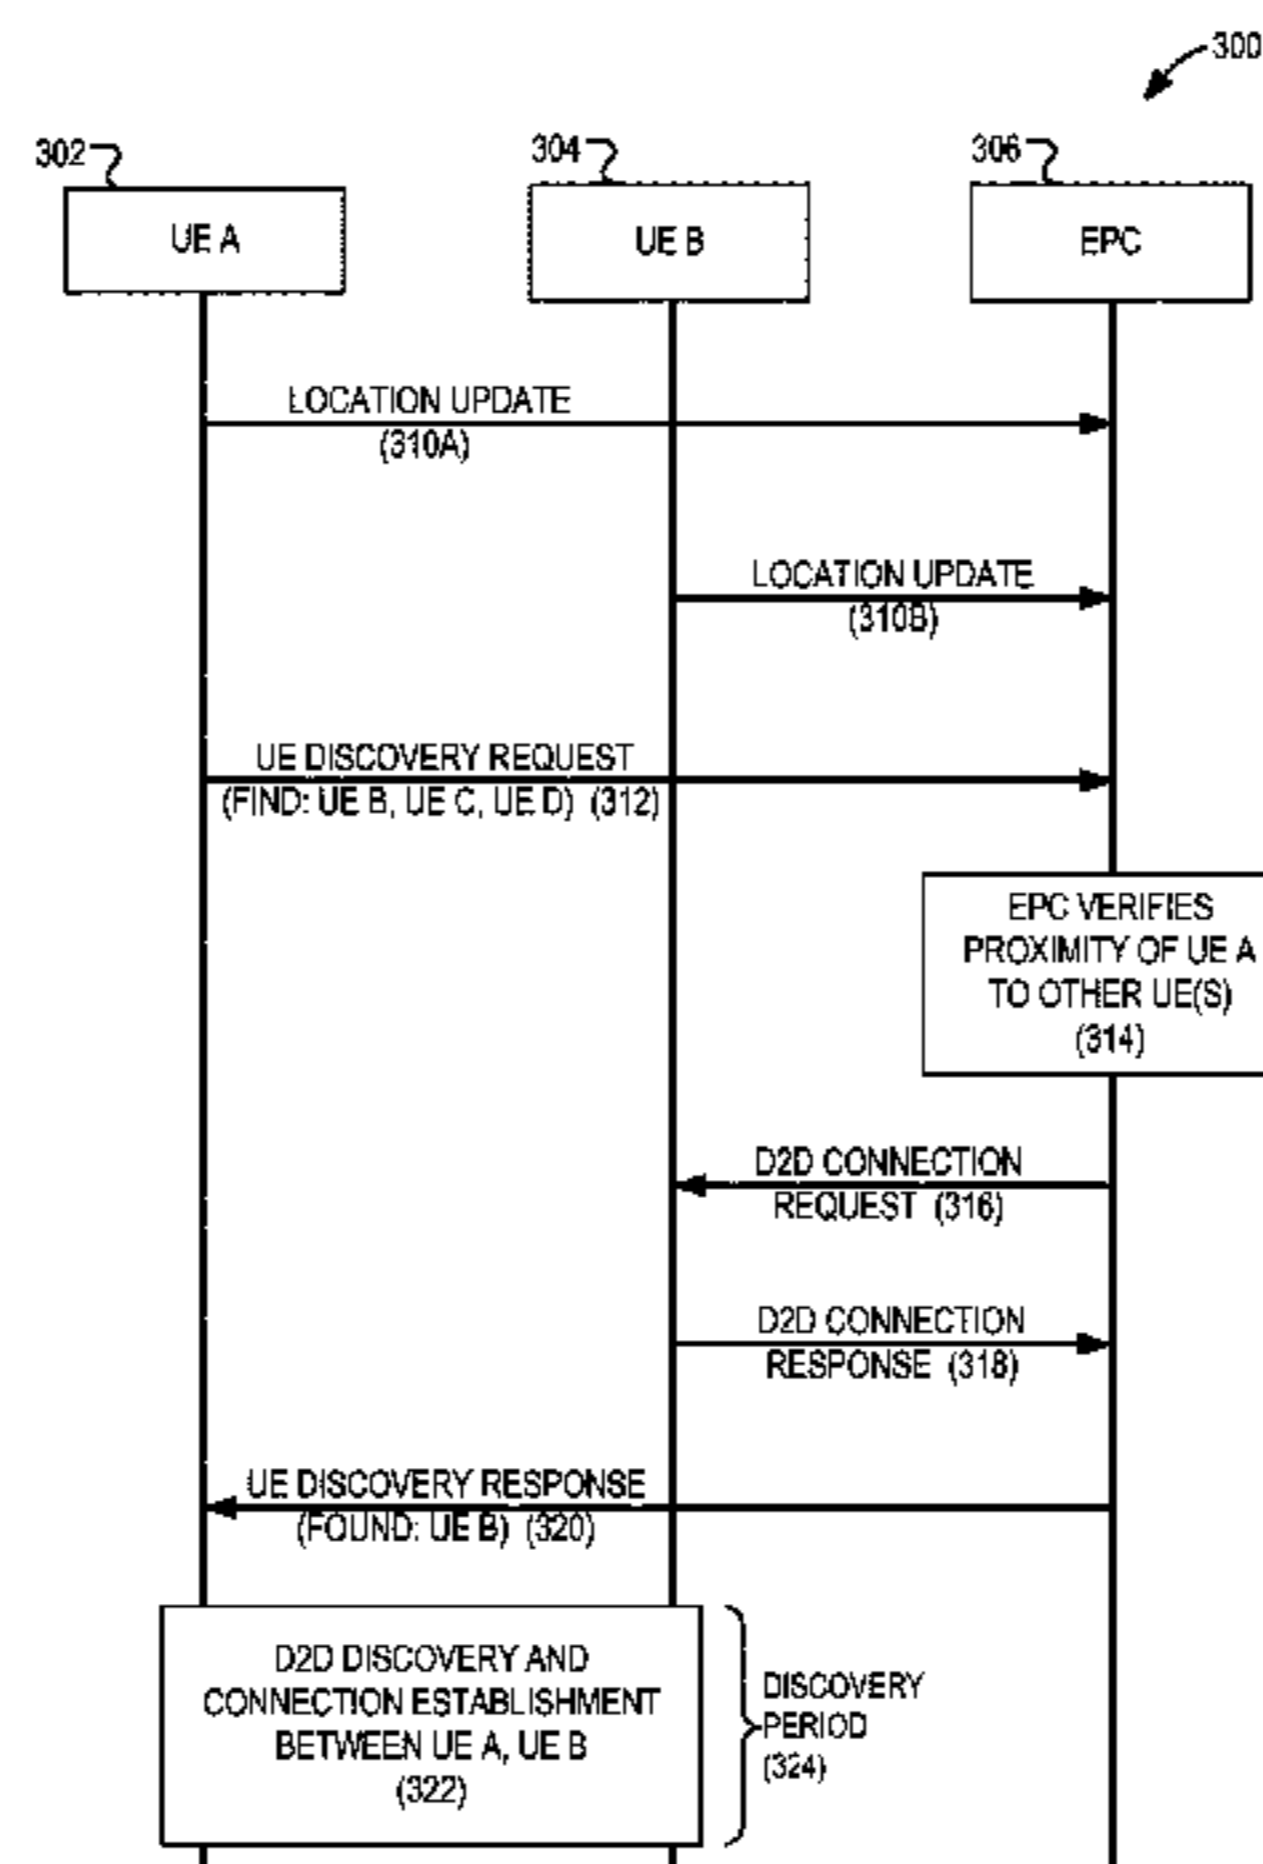 300
302
304
306
UE A
UE B
EPC
LOCATION UPDATE
(310A)
LOCATION UPDATE
(310B)
UE DISCOVERY REQUEST
(FIND: UE B, UE C, UE D) (312)
EPC VERIFIES
PROXIMITY OF UE A
TO OTHER UE(S)
(314)
D2D CONNECTION
REQUEST (316)
D2D CONNECTION
RESPONSE (318)
UE DISCOVERY RESPONSE
(FOUND: UE B) (320)
D2D DISCOVERY AND
CONNECTION ESTABLISHMENT
BETWEEN UE A, UE B
(322)
DISCOVERY
PERIOD
(324)